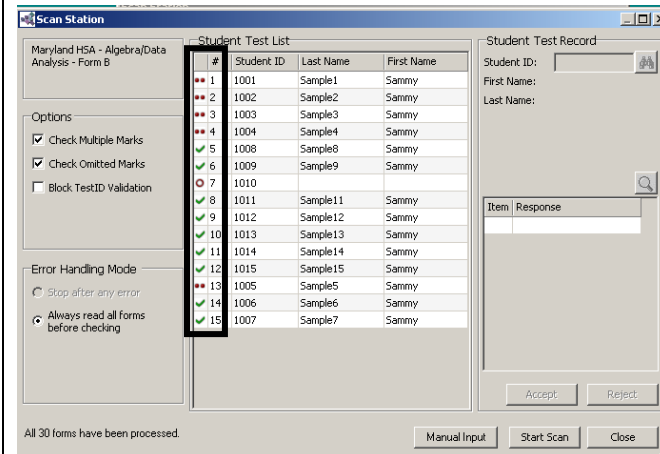 Scan Station
Maryland HSA - Algebra/Data
Analysis - Form B
Options
Check Multiple Marks
Check Omitted Marks
Block TestID Validation
Error Handling Mode
Stop after any error
Always read all forms
before checking
Student Test List
# Student ID Last Name First Name
1 1001 Sample1 Sammy
2 1002 Sample2 Sammy
3 1003 Sample3 Sammy
4 1004 Sample4 Sammy
5 1008 Sample8 Sammy
6 1009 Sample9 Sammy
7 1010
8 1011 Sample11 Sammy
9 1012 Sample12 Sammy
10 1013 Sample13 Sammy
11 1014 Sample14 Sammy
12 1015 Sample15 Sammy
13 1005 Sample5 Sammy
14 1006 Sample6 Sammy
15 1007 Sample7 Sammy
Student Test Record
Student ID:
First Name:
Last Name:
Item Response
Accept Reject
All 30 forms have been processed.
Manual Input Start Scan Close